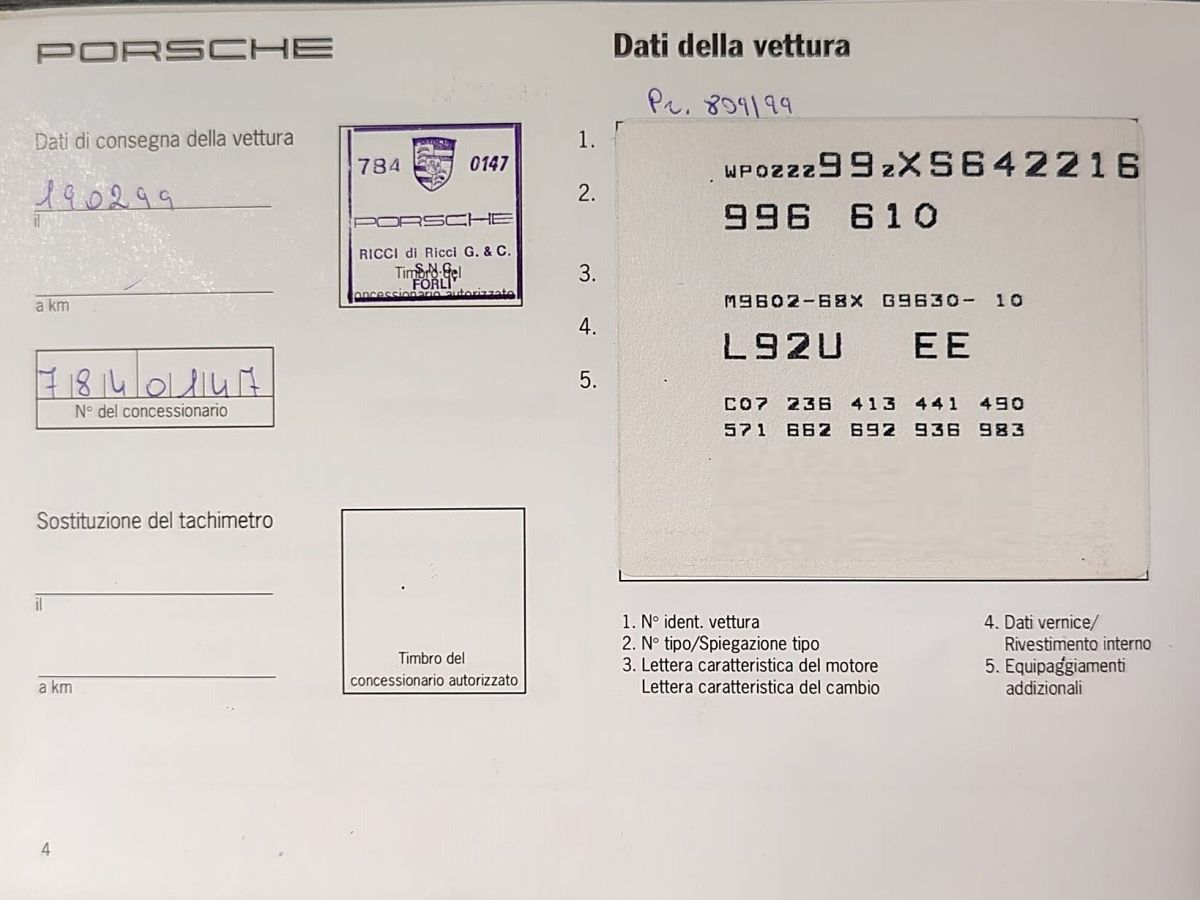 PORSCHE
Dati di consegna della vettura
190299
il
a km
784 0147
PORSCHE
RICCI di Ricci G. & C.
S.N.C.
Timbro del
FORLI'
concessionario autorizzato
7840147
N° del concessionario
Sostituzione del tachimetro
il
a km
Timbro del
concessionario autorizzato
4
Dati della vettura
Pr. 809/99
1.
WP0ZZZ99zXS642216
2.
996 610
3.
M9602-68X G9630- 10
4.
L92U EE
5.
C07 236 413 441 490
571 662 692 936 983
1. N° ident. vettura
2. N° tipo/Spiegazione tipo
3. Lettera caratteristica del motore
Lettera caratteristica del cambio
4. Dati vernice/
Rivestimento interno
5. Equipaggiamenti
addizionali